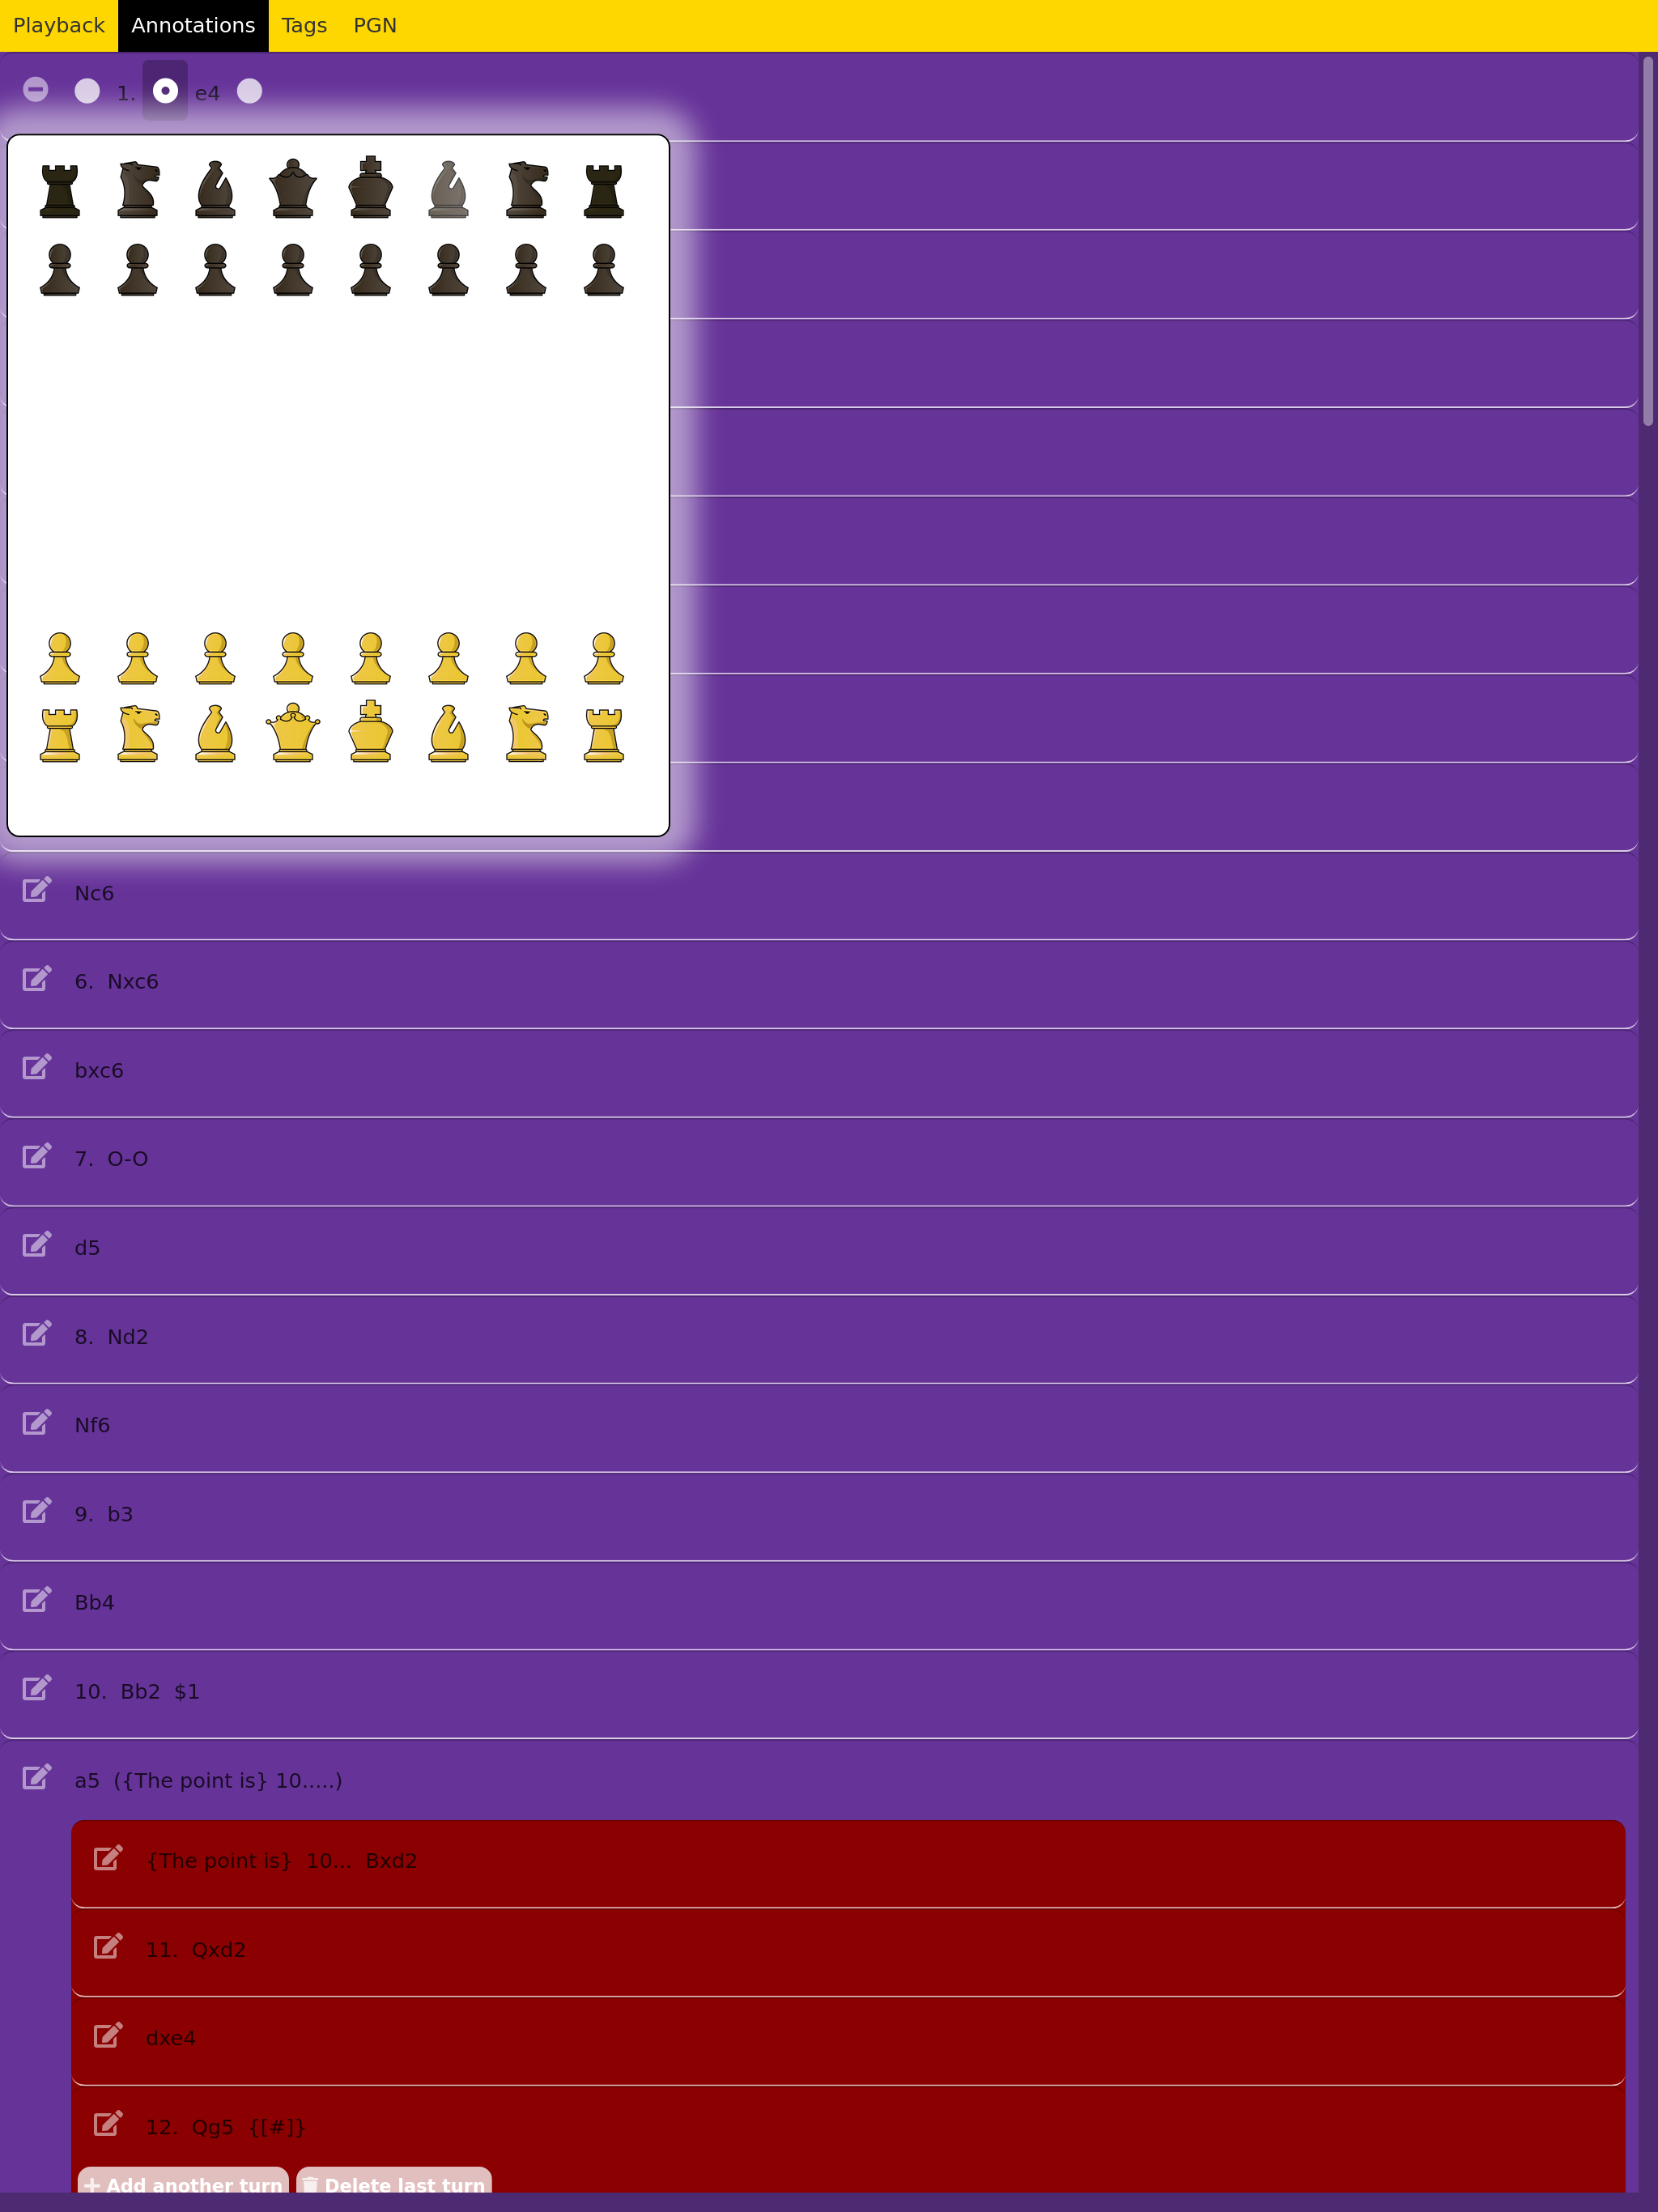 Playback Annotations Tags PGN
1. e4
Nc6
6. Nxc6
bxc6
7. O-O
d5
8. Nd2
Nf6
9. b3
Bb4
10. Bb2 $1
a5 ({The point is} 10.....)
{The point is} 10... Bxd2
11. Qxd2
dxe4
12. Qg5 {[#]}
Add another turn Delete last turn